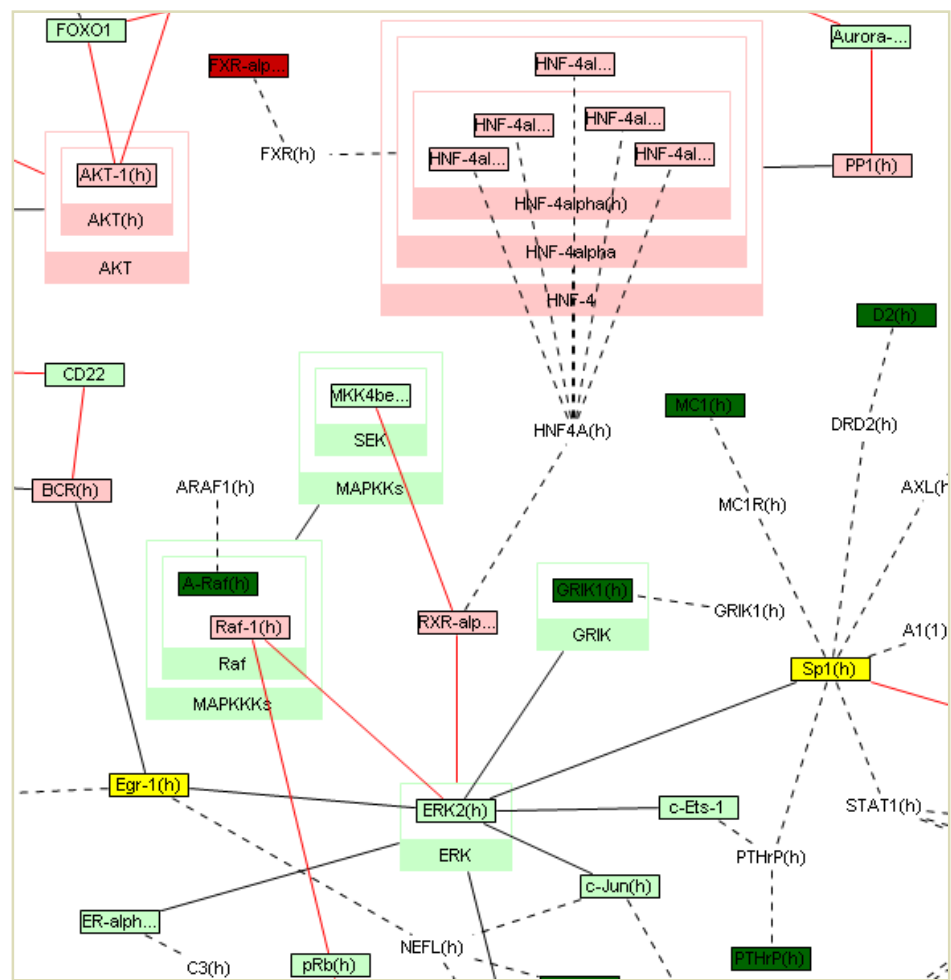 FOXO1
Aurora-...
FXR-alp...
HNF-4al...
HNF-4al...
HNF-4al...
HNF-4al...
HNF-4al...
FXR(h)
PP1(h)
AKT-1(h)
AKT(h)
AKT
HNF-4alpha(h)
HNF-4alpha
HNF-4
D2(h)
CD22
MKK4be...
SEK
MAPKKs
MC1(h)
DRD2(h)
HNF4A(h)
BCR(h)
ARAF1(h)
AXL(h
MC1R(h)
A-Raf(h)
GRIK1(h)
GRIK1(h)
Raf-1(h)
RXR-alp...
GRIK
A1(1)
Raf
Sp1(h)
MAPKKKs
Egr-1(h)
ERK2(h)
c-Ets-1
STAT1(h)
ERK
PTHrP(h)
c-Jun(h)
ER-alph...
NEFL(h)
C3(h)
pRb(h)
PTHrP(h)